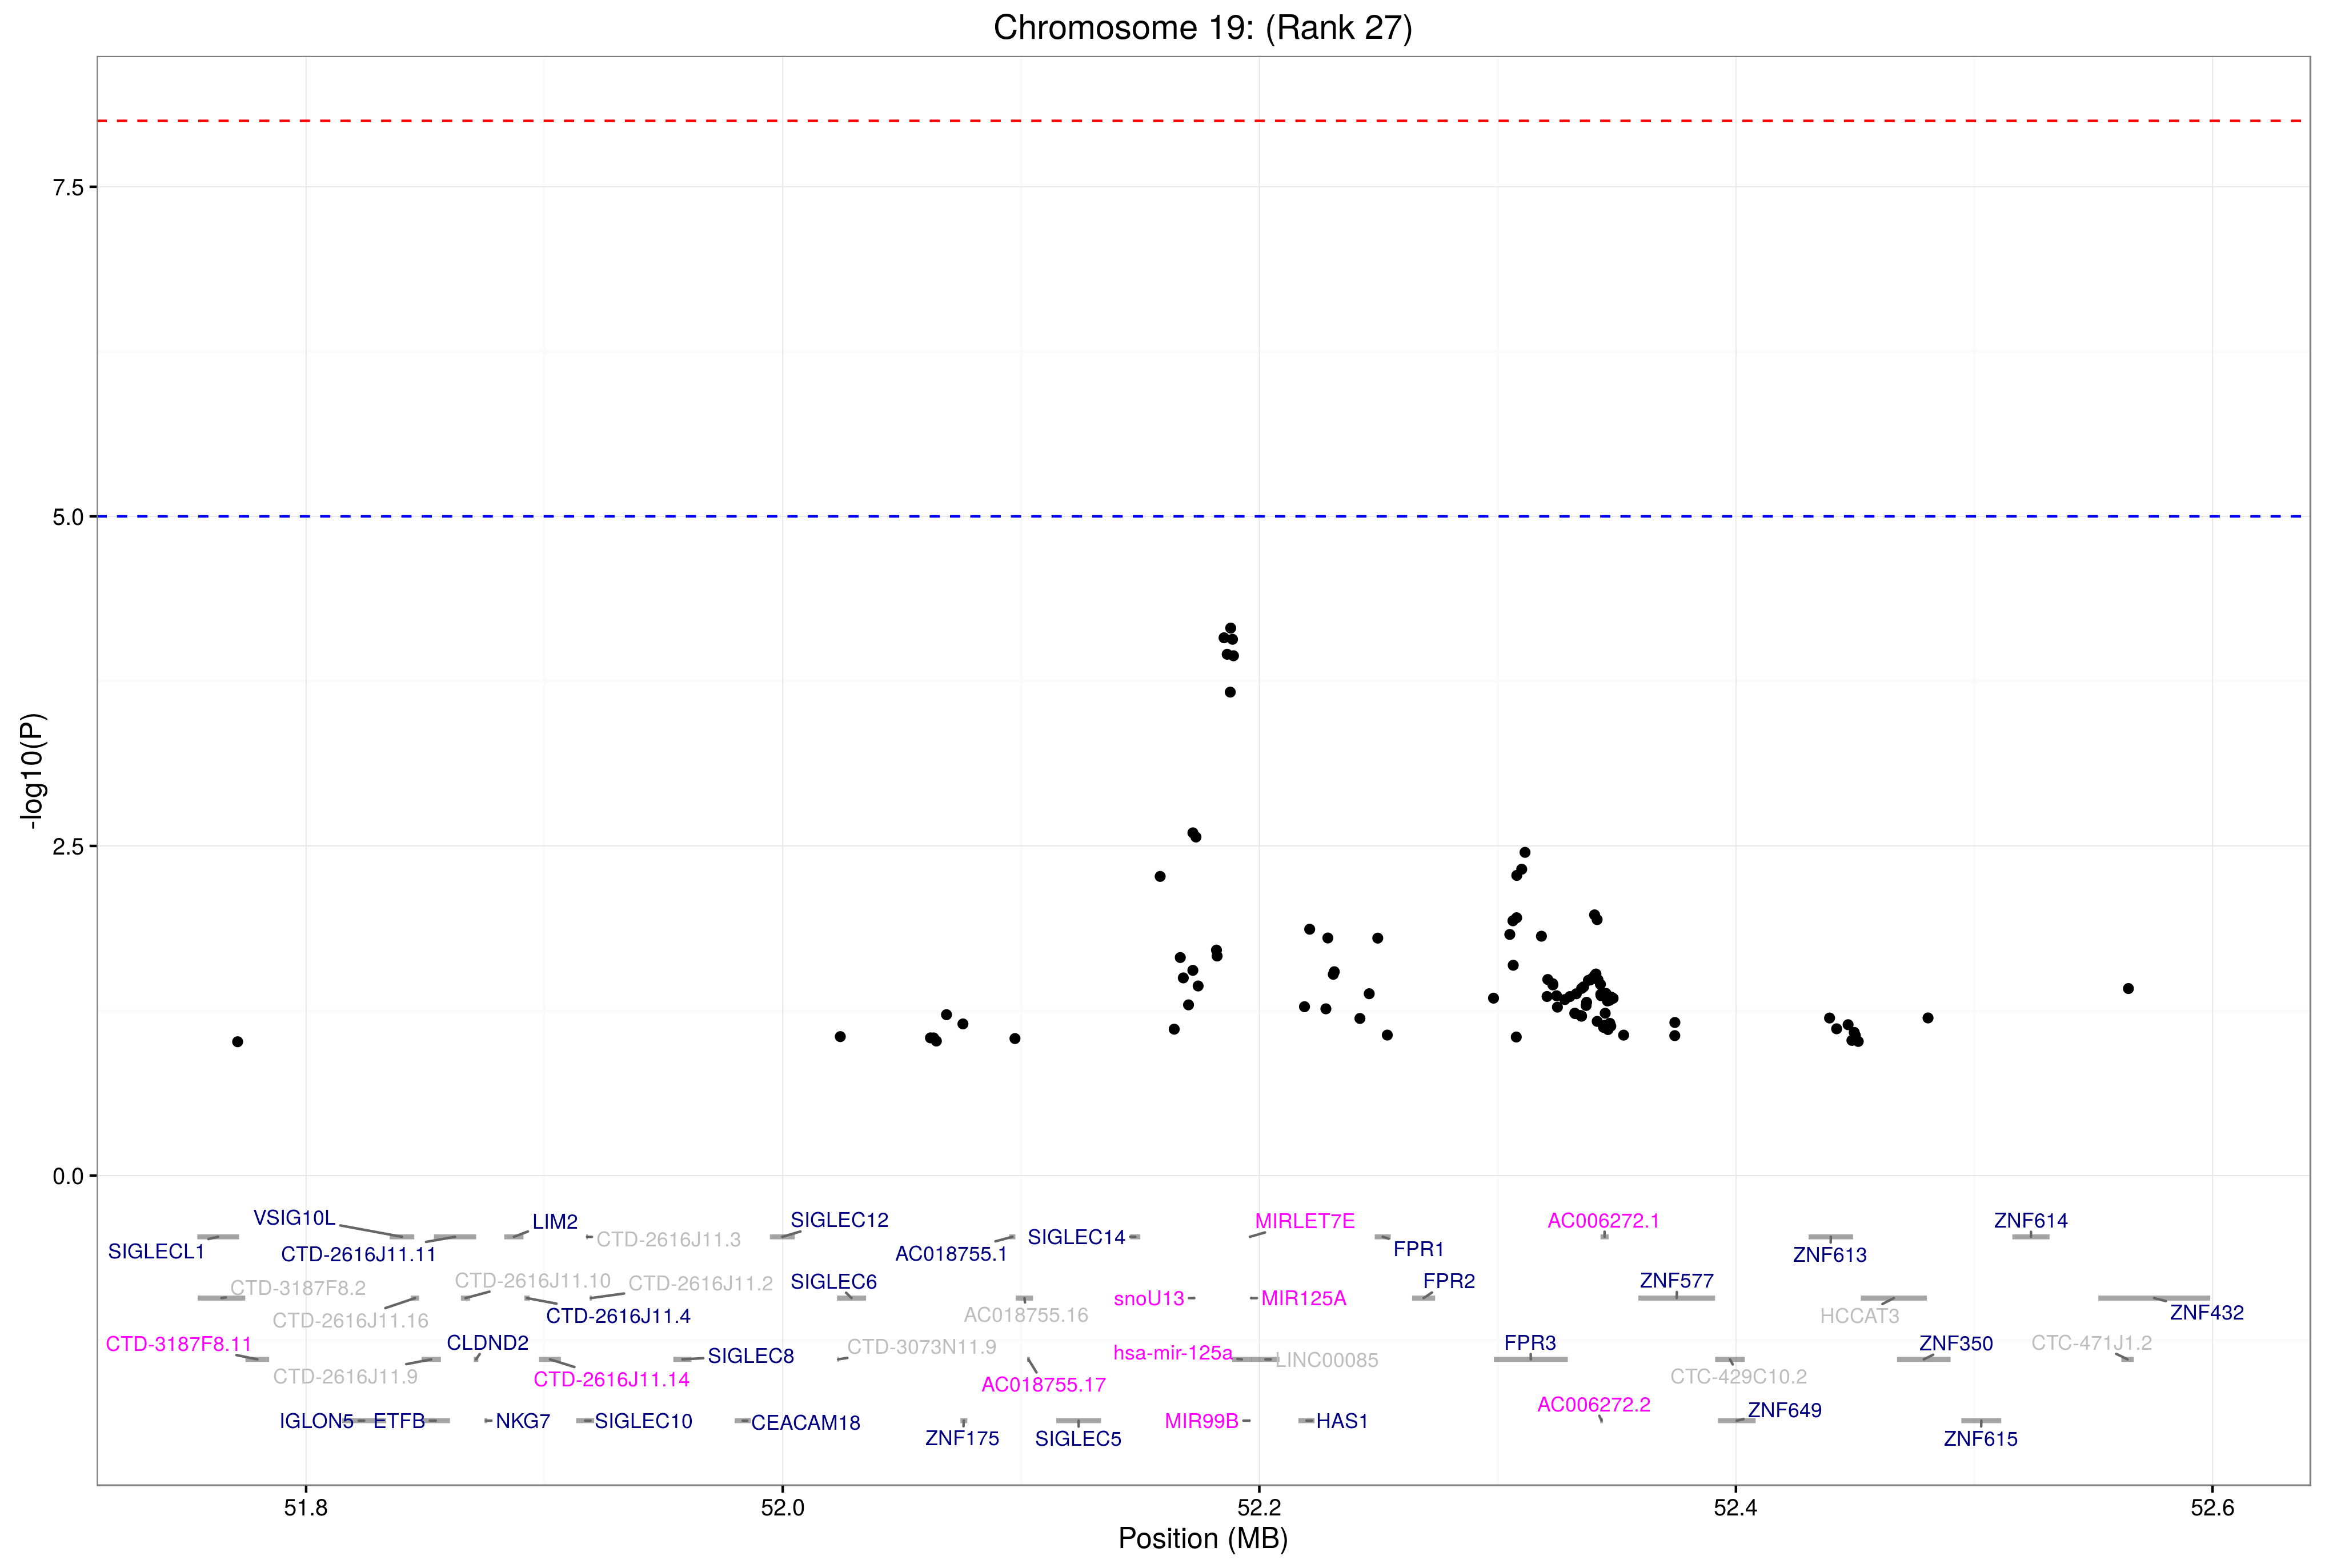 Chromosome 19: (Rank 27)
-log10(P)
7.5
5.0
2.5
0.0
VSIG10L
LIM2
SIGLEC12
MIRLET7E
AC006272.1
ZNF614
SIGLECL1
CTD-2616J11.11
CTD-2616J11.3
AC018755.1
SIGLEC14
FPR1
ZNF613
CTD-3187F8.2
CTD-2616J11.10
CTD-2616J11.2
SIGLEC6
FPR2
ZNF577
CTD-2616J11.16
CTD-2616J11.4
AC018755.16
snoU13
MIR125A
HCCAT3
ZNF432
CTD-3187F8.11
CLDND2
SIGLEC8
CTD-3073N11.9
hsa-mir-125a
LINC00085
FPR3
ZNF350
CTC-471J1.2
CTD-2616J11.9
CTD-2616J11.14
AC018755.17
CTC-429C10.2
IGLON5
ETFB
NKG7
SIGLEC10
CEACAM18
ZNF175
SIGLEC5
MIR99B
HAS1
AC006272.2
ZNF649
ZNF615
51.8
52.0
52.2
52.4
52.6
Position (MB)